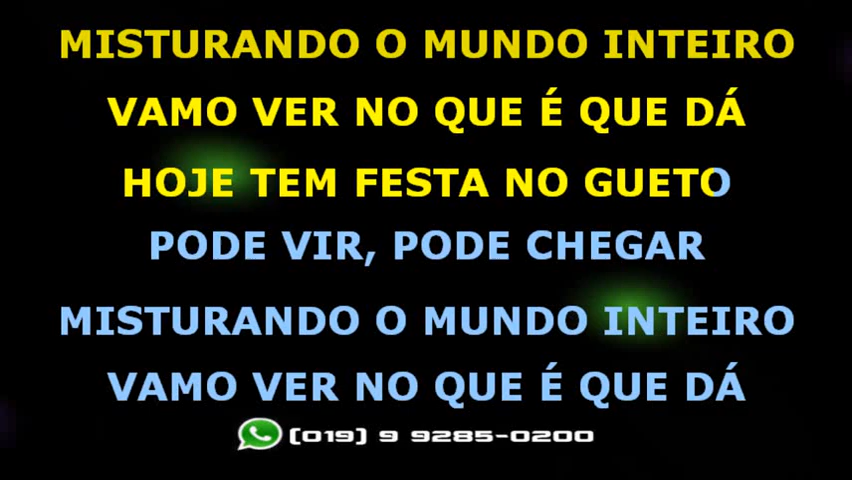 MISTURANDO O MUNDO INTEIRO
VAMO VER NO QUE É QUE DÁ
HOJE TEM FESTA NO GUETO
PODE VIR, PODE CHEGAR
MISTURANDO O MUNDO INTEIRO
VAMO VER NO QUE É QUE DÁ
(019) 9 9285-0200